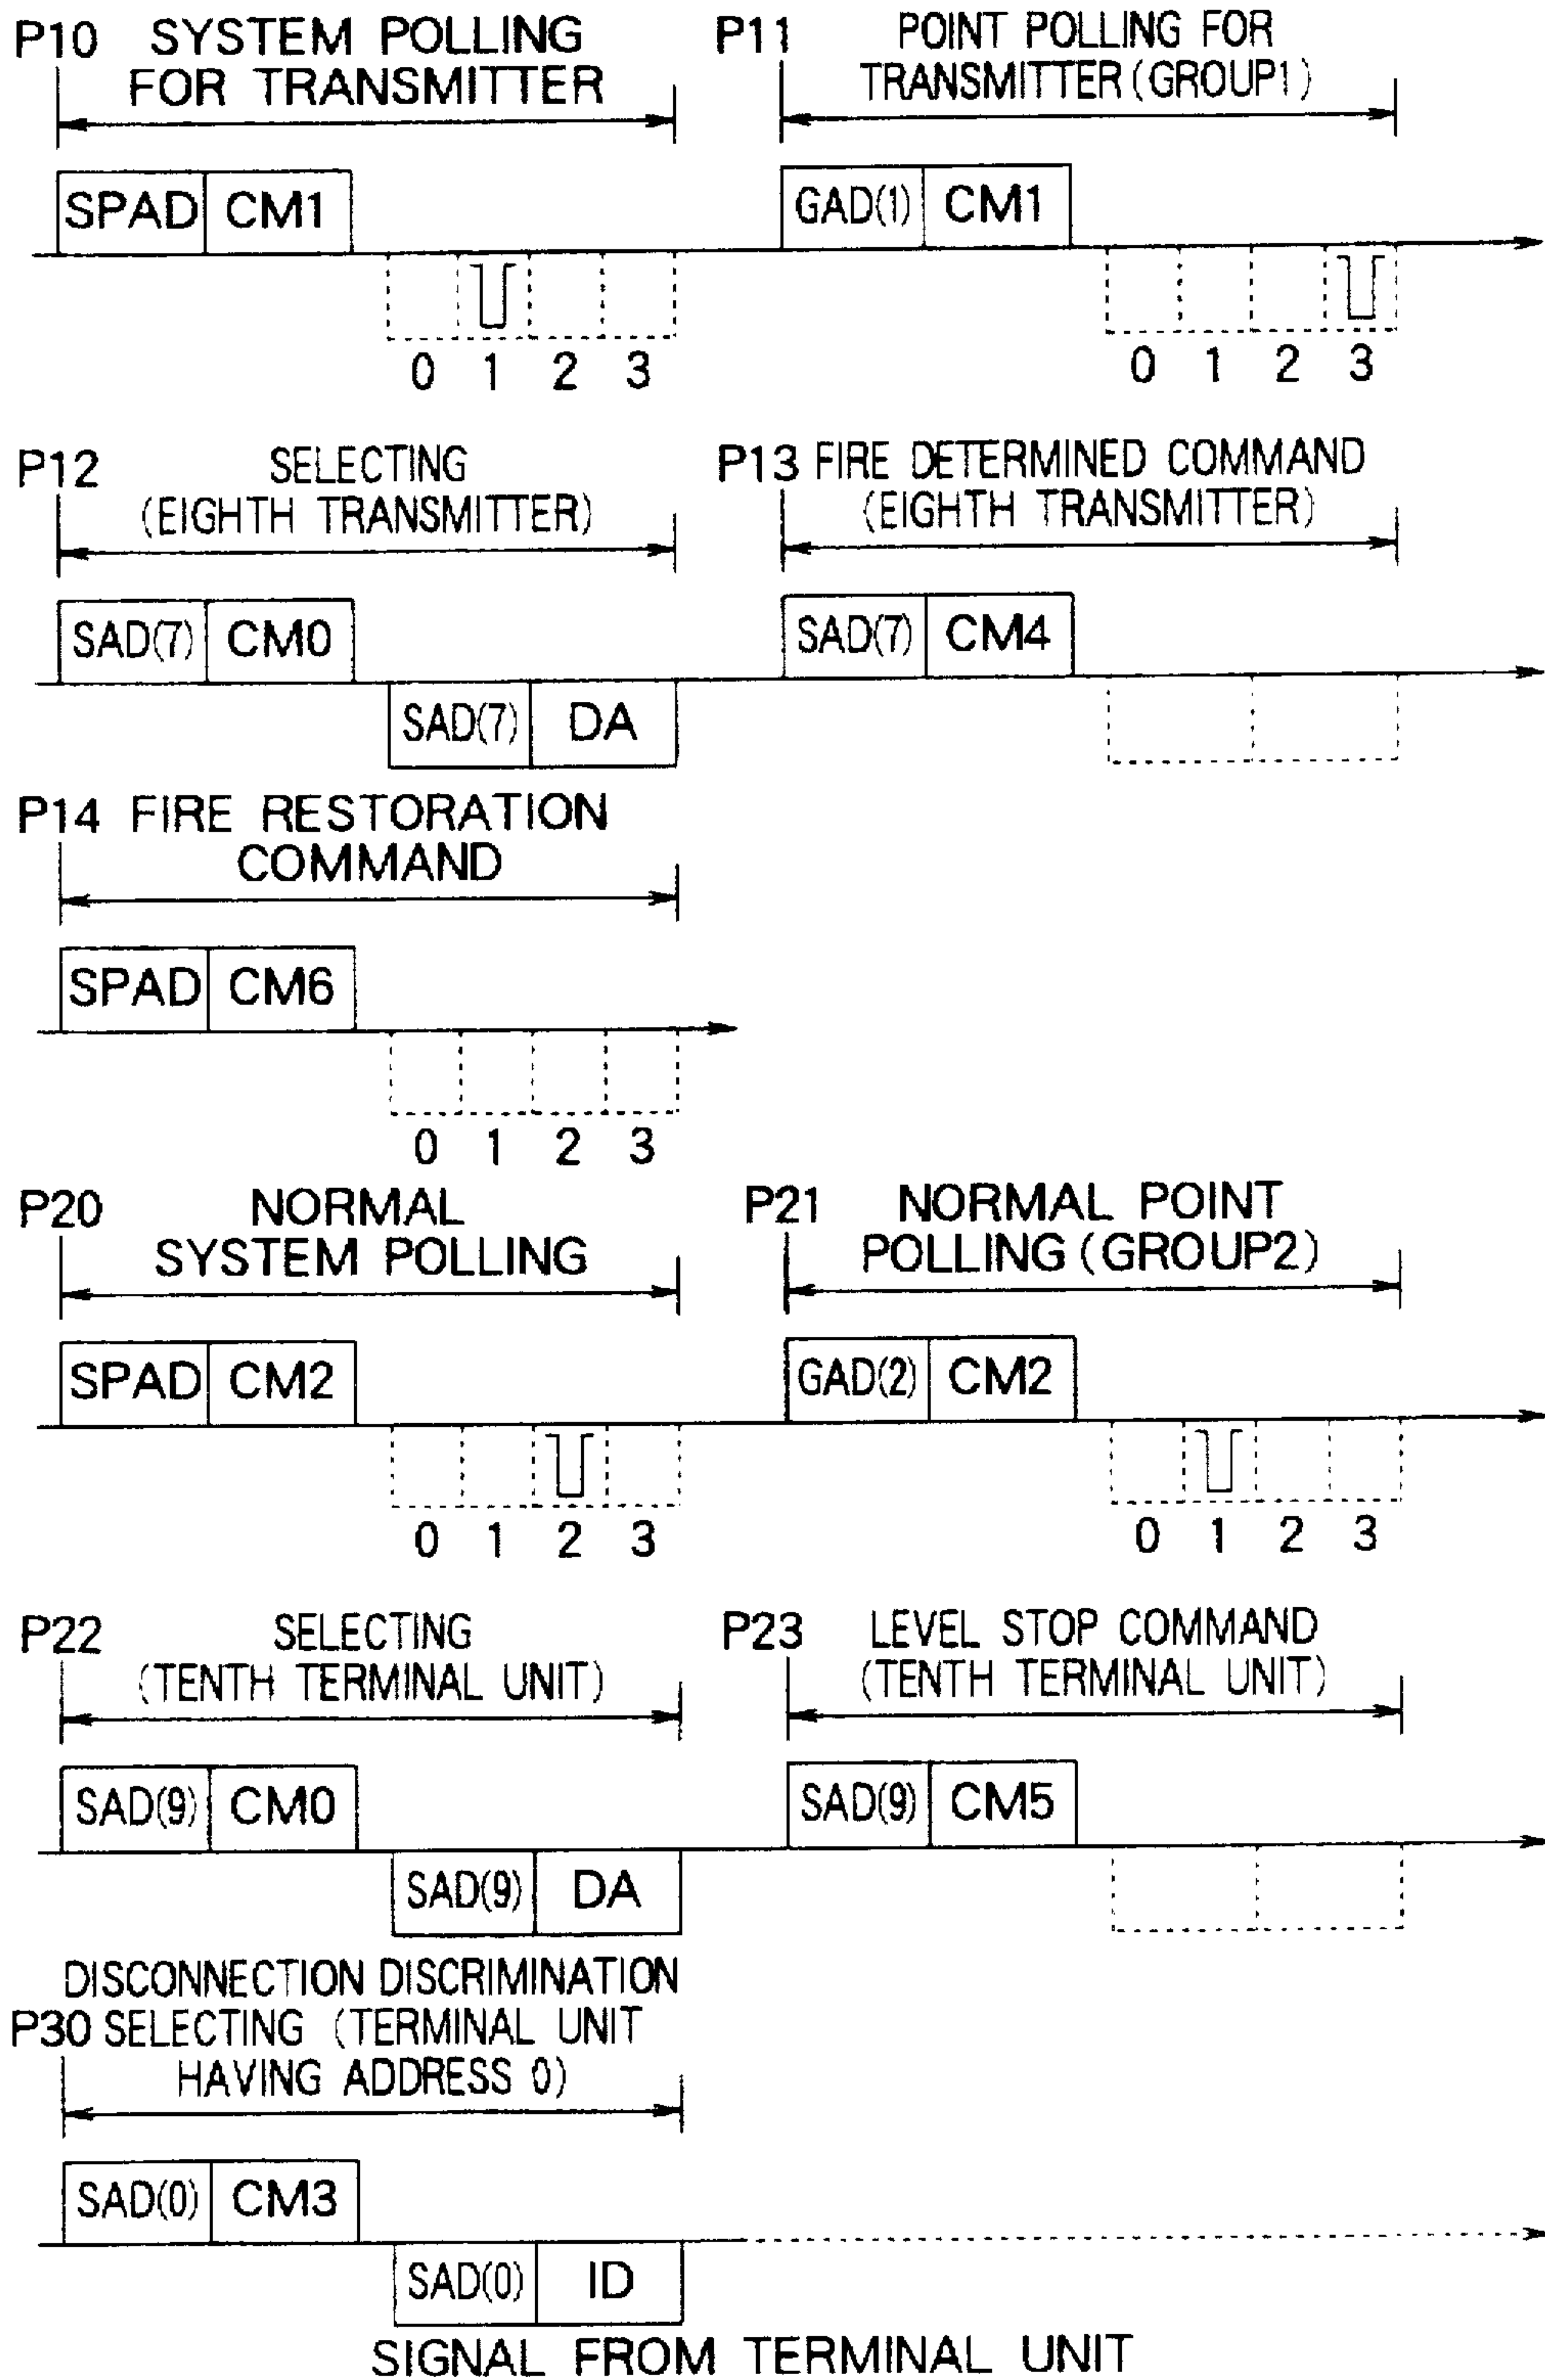 P10 SYSTEM POLLING
FOR TRANSMITTER
P11 POINT POLLING FOR
TRANSMITTER (GROUP1)
SPAD CM1
GAD(1) CM1
0 1 2 3
0 1 2 3
P12 SELECTING
(EIGHTH TRANSMITTER)
P13 FIRE DETERMINED COMMAND
(EIGHTH TRANSMITTER)
SAD(7) CM0
SAD(7) CM4
SAD(7) DA
P14 FIRE RESTORATION
COMMAND
SPAD CM6
0 1 2 3
P20 NORMAL
SYSTEM POLLING
P21 NORMAL POINT
POLLING (GROUP2)
SPAD CM2
GAD(2) CM2
0 1 2 3
0 1 2 3
P22 SELECTING
(TENTH TERMINAL UNIT)
P23 LEVEL STOP COMMAND
(TENTH TERMINAL UNIT)
SAD(9) CM0
SAD(9) CM5
SAD(9) DA
DISCONNECTION DISCRIMINATION
P30 SELECTING (TERMINAL UNIT
HAVING ADDRESS 0)
SAD(0) CM3
SAD(0) ID
SIGNAL FROM TERMINAL UNIT